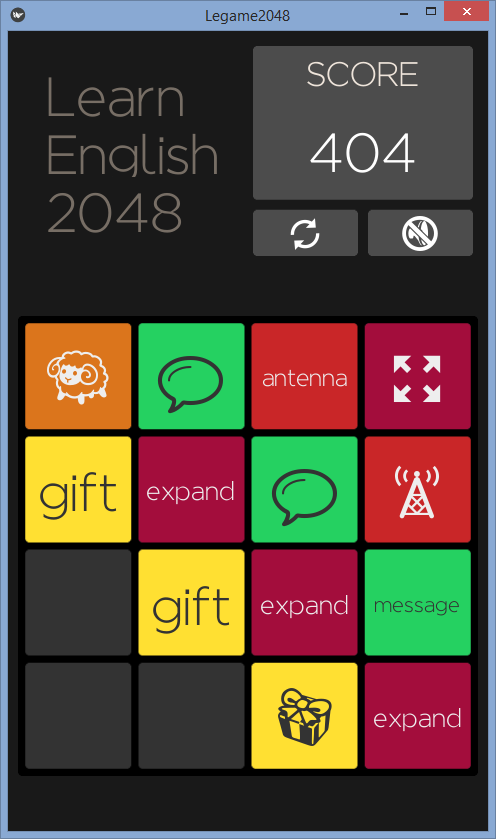 Legame2048
Learn
English
2048
SCORE
404
antenna
gift
expand
gift
expand
message
expand